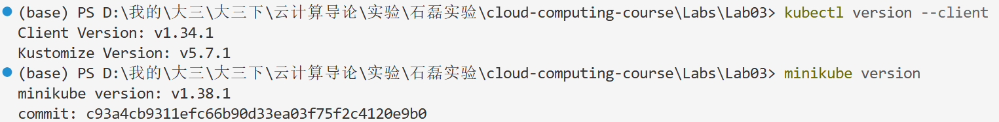 (base) PS D:\我的\大三\大三下\云计算导论\实验\石磊实验\cloud-computing-course\Labs\Lab03> kubectl version --client
Client Version: v1.34.1
Kustomize Version: v5.7.1
(base) PS D:\我的\大三\大三下\云计算导论\实验\石磊实验\cloud-computing-course\Labs\Lab03> minikube version
minikube version: v1.38.1
commit: c93a4cb9311efc66b90d33ea03f75f2c4120e9b0